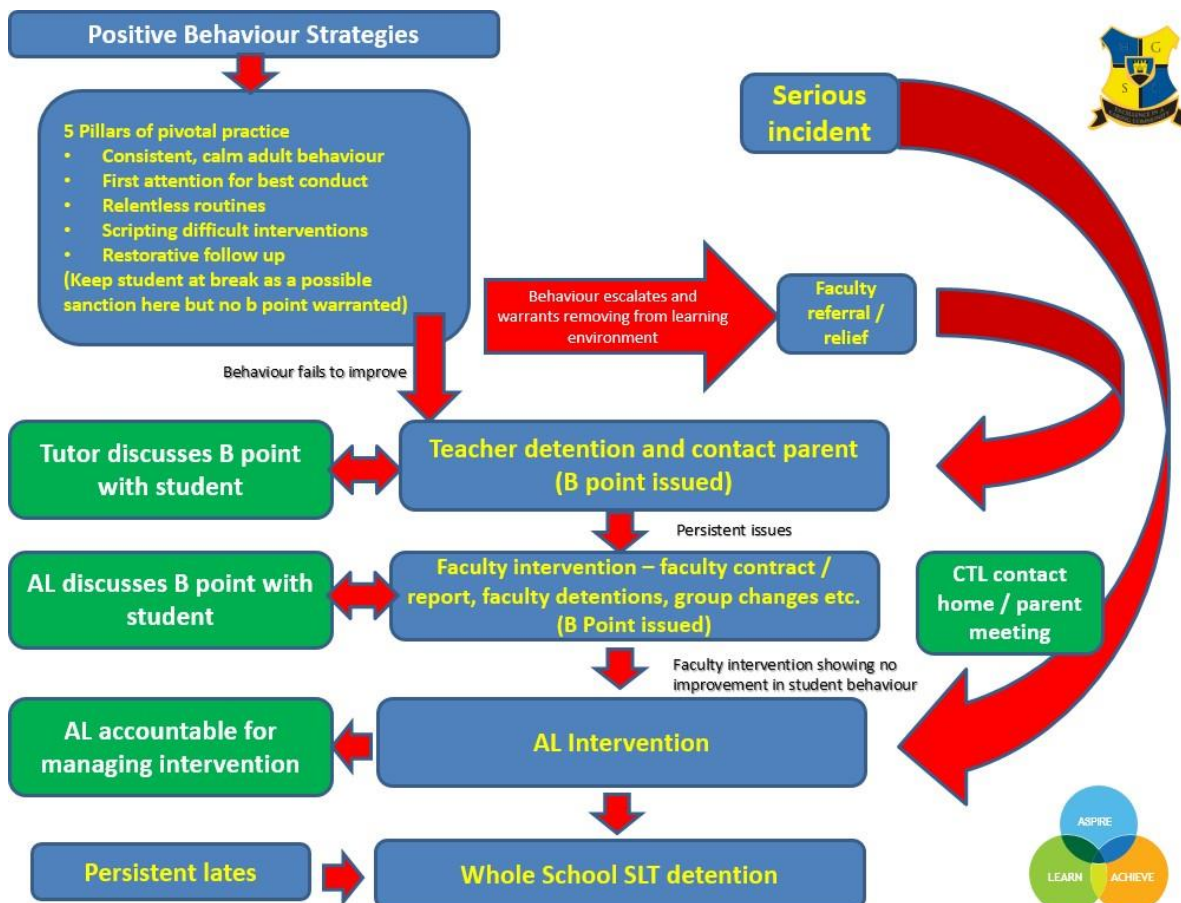 Positive Behaviour Strategies
5 Pillars of pivotal practice
• Consistent, calm adult behaviour
• First attention for best conduct
• Relentless routines
• Scripting difficult interventions
• Restorative follow up
(Keep student at break as a possible
sanction here but no b point warranted)
Serious
incident
H G
S C
EXCELLENCE IN A
CARING COMMUNITY
Behaviour escalates and
warrants removing from learning
environment
Faculty
referral /
relief
Behaviour fails to improve
Tutor discusses B point
with student
Teacher detention and contact parent
(B point issued)
Persistent issues
AL discusses B point with
student
Faculty intervention – faculty contract /
report, faculty detentions, group changes etc.
(B Point issued)
CTL contact
home / parent
meeting
Faculty intervention showing no
improvement in student behaviour
AL accountable for
managing intervention
AL Intervention
Persistent lates
Whole School SLT detention
ASPIRE
LEARN
ACHIEVE